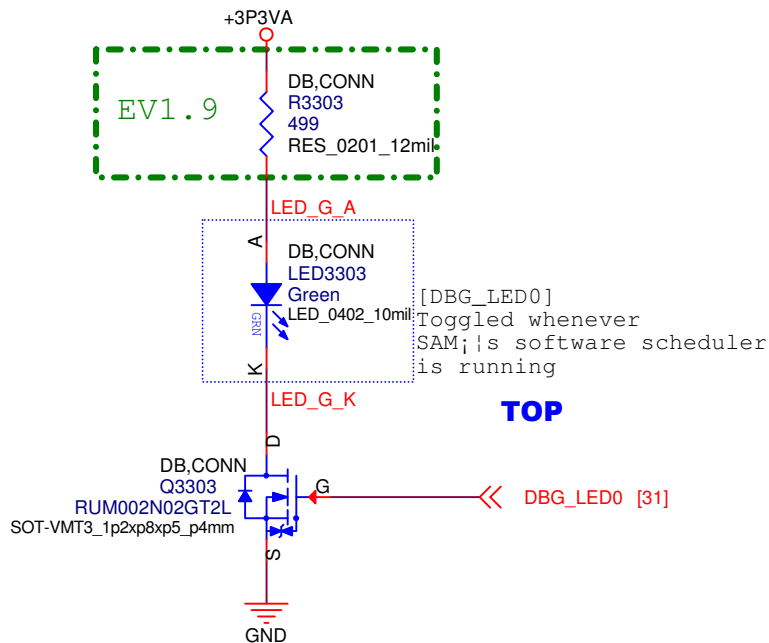 +3P3VA
EV1.9
DB,CONN
R3303
499
RES_0201_12mil
LED_G_A
A
DB,CONN
LED3303
Green
LED_0402_10mil
GRN
[DBG_LED0]
Toggled whenever
SAM¡¦s software scheduler
is running
K
LED_G_K
TOP
D
DB,CONN
Q3303
RUM002N02GT2L
SOT-VMT3_1p2xp8xp5_p4mm
G
DBG_LED0 [31]
S
GND